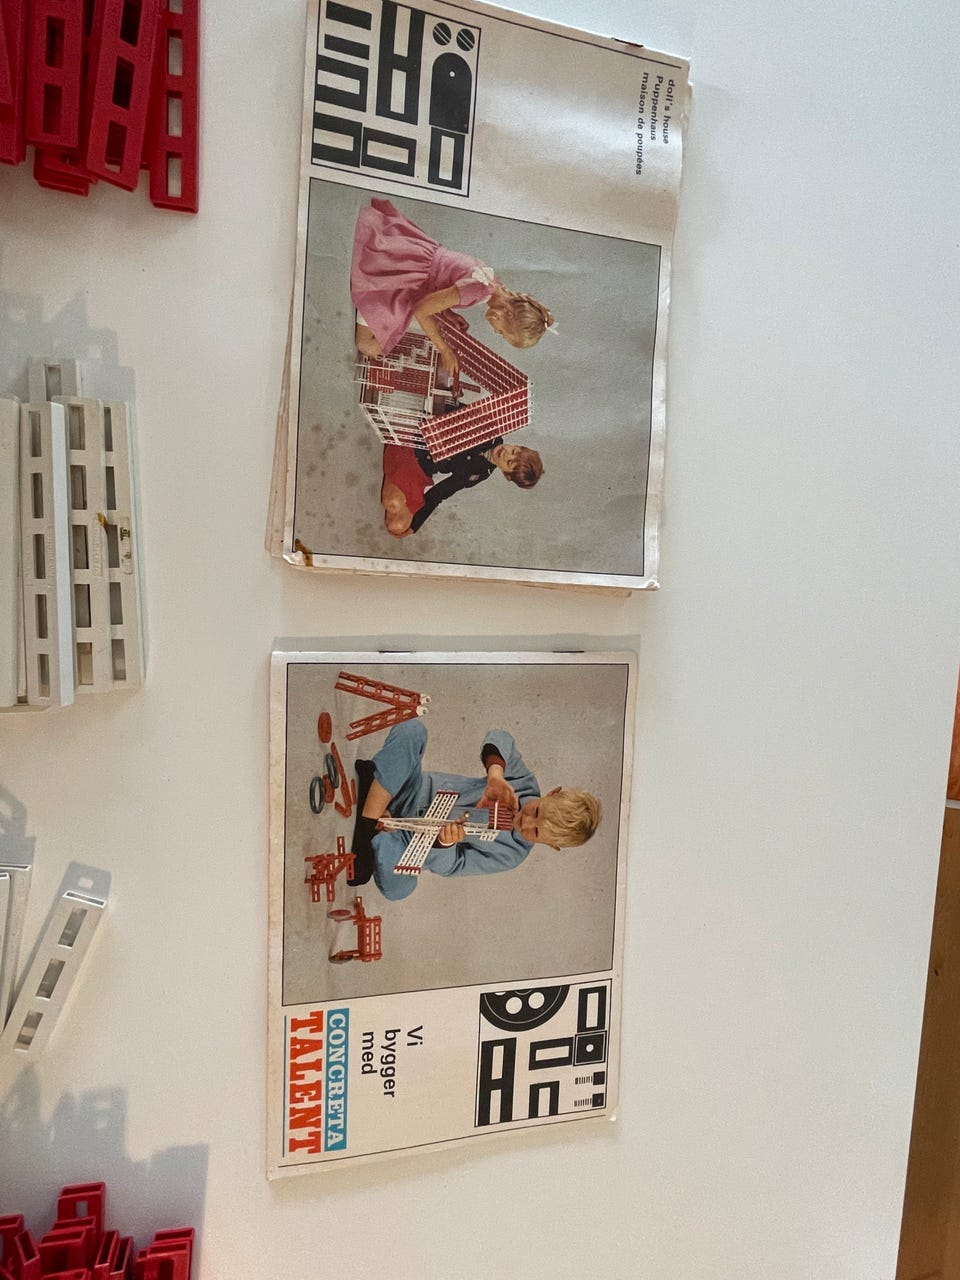 doll's house
Puppenhaus
maison de poupées
Vi
bygger
med
CONCRETA
TALENT